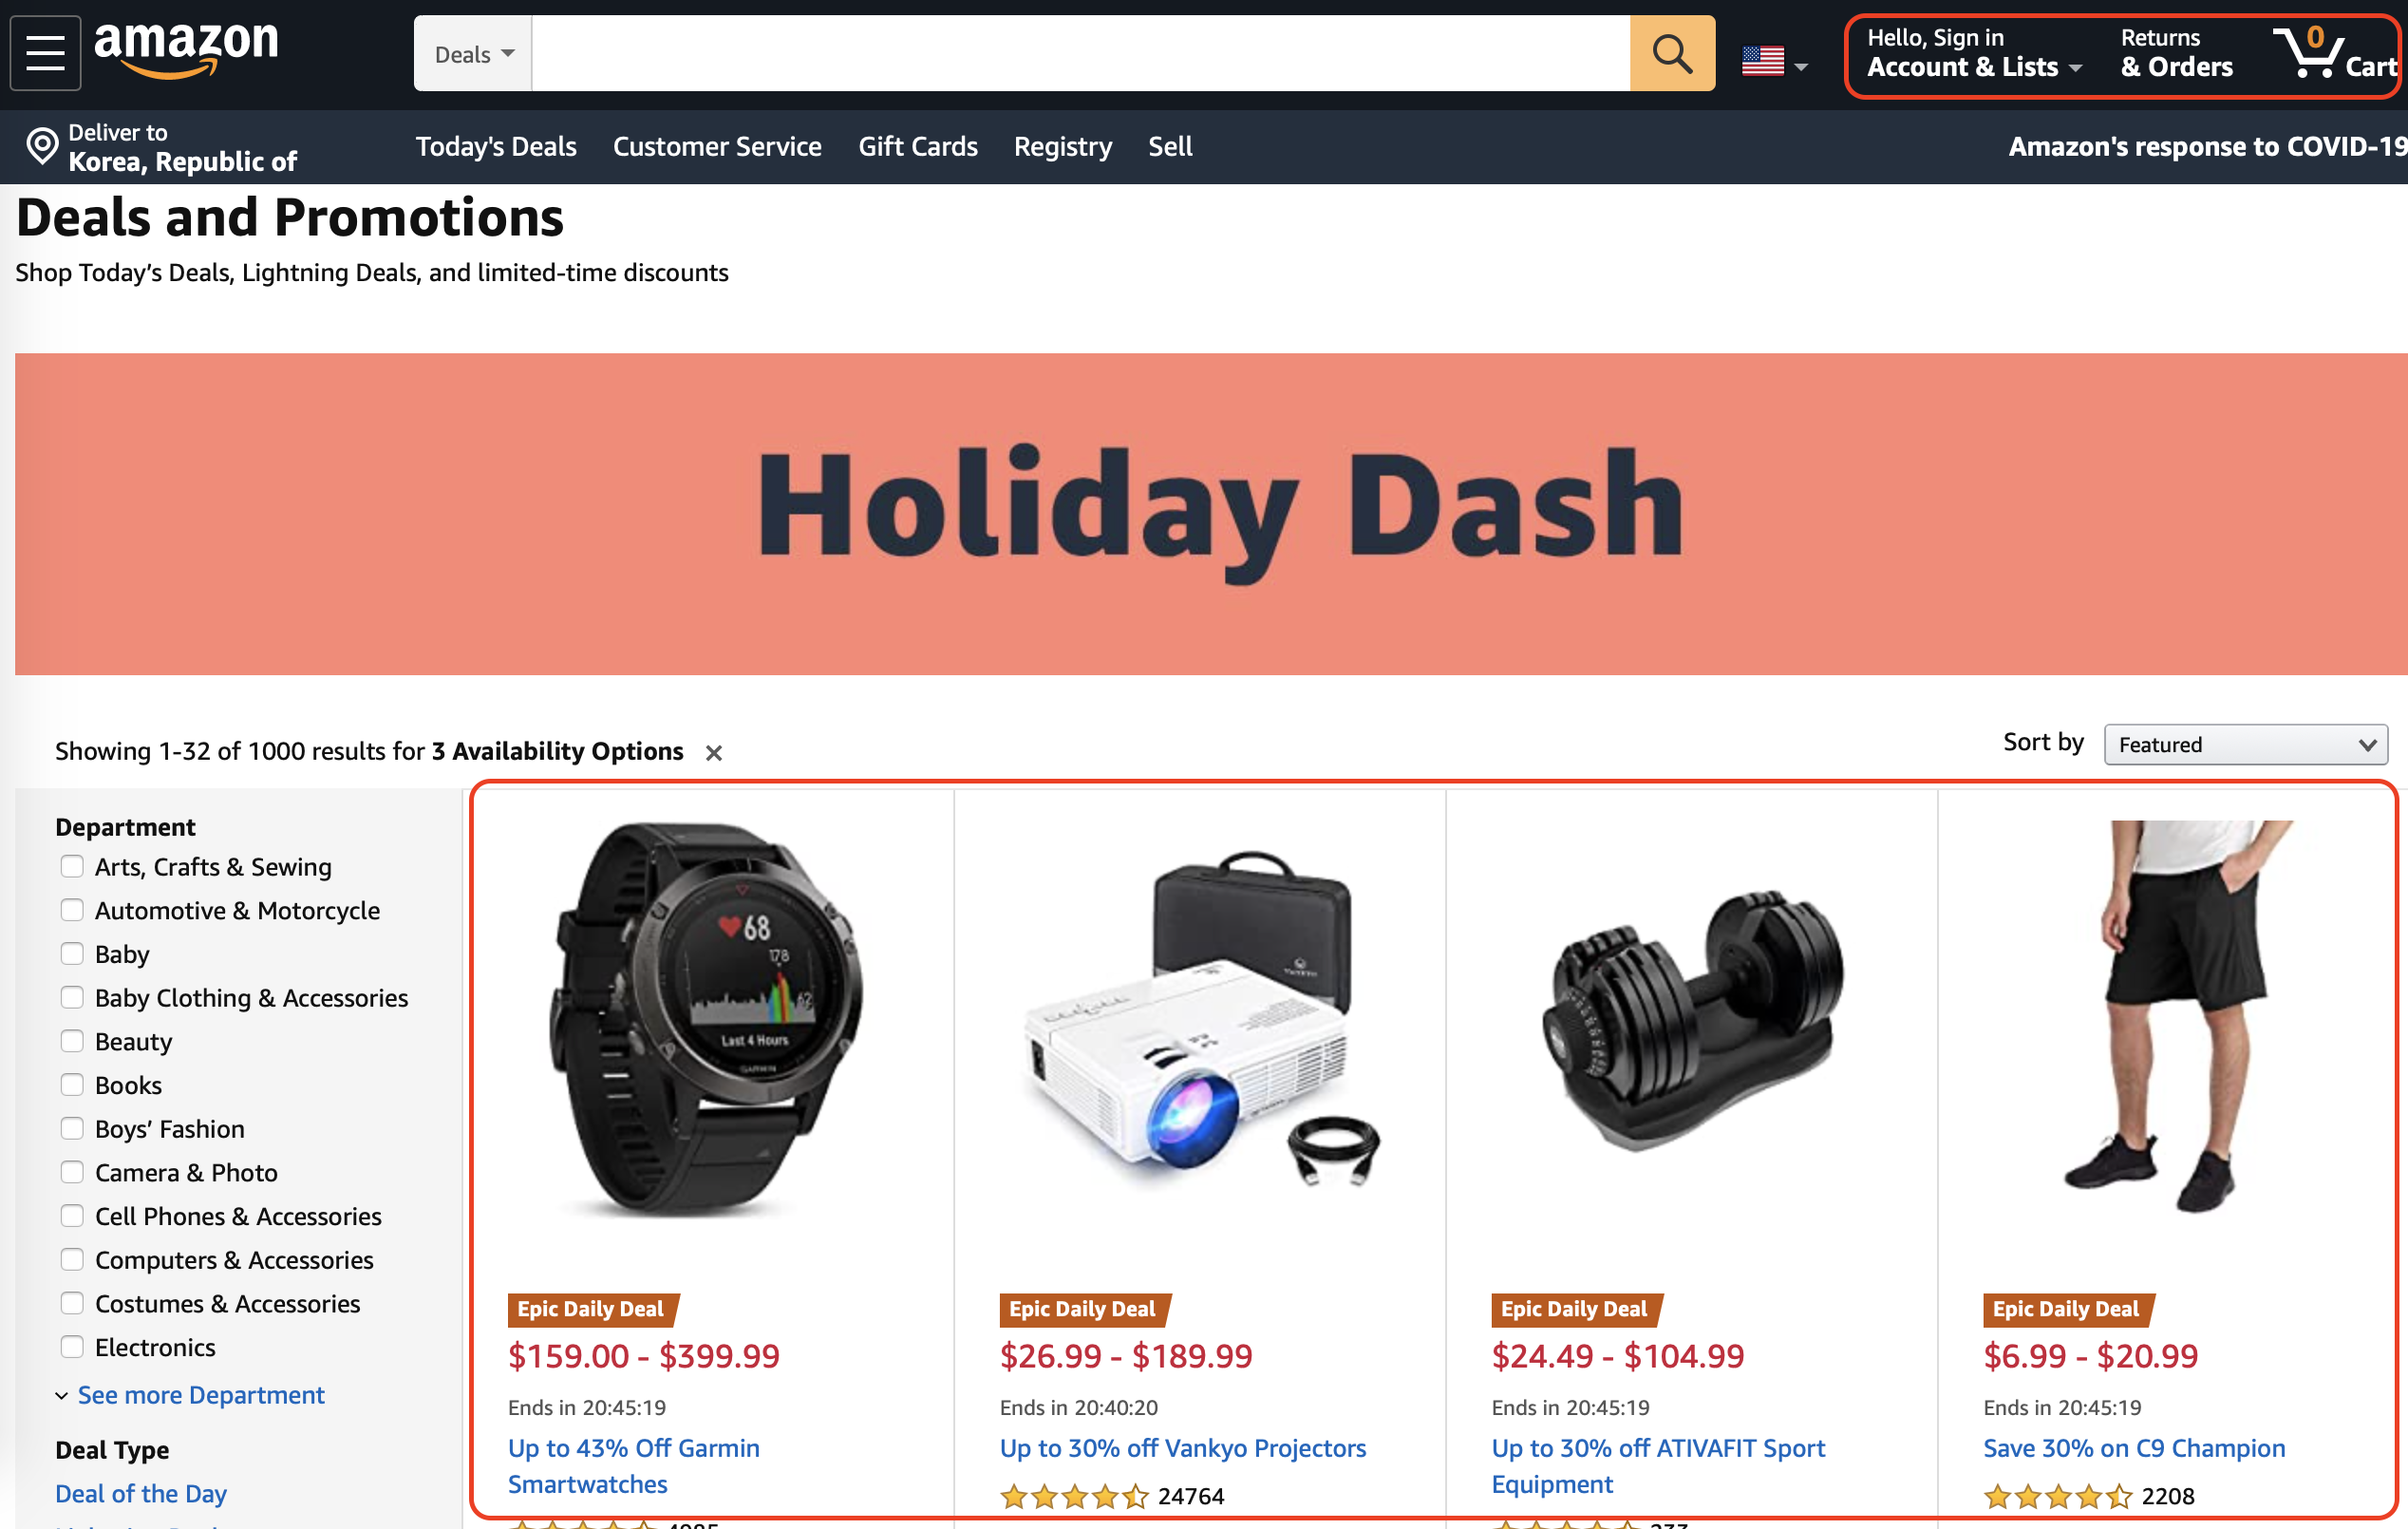 amazon
Deals
Hello, Sign in
Account & Lists
Returns
& Orders
0
Cart
Deliver to
Korea, Republic of
Today's Deals
Customer Service
Gift Cards
Registry
Sell
Amazon's response to COVID-19
Deals and Promotions
Shop Today’s Deals, Lightning Deals, and limited-time discounts
Holiday Dash
Showing 1-32 of 1000 results for 3 Availability Options
Sort by
Featured
Department
Arts, Crafts & Sewing
Automotive & Motorcycle
Baby
Baby Clothing & Accessories
Beauty
Books
Boys’ Fashion
Camera & Photo
Cell Phones & Accessories
Computers & Accessories
Costumes & Accessories
Electronics
See more Department
Deal Type
Deal of the Day
68
178
62
Last 4 Hours
GARMIN
Epic Daily Deal
$159.00 - $399.99
Ends in 20:45:19
Up to 43% Off Garmin
Smartwatches
Epic Daily Deal
$26.99 - $189.99
Ends in 20:40:20
Up to 30% off Vankyo Projectors
24764
Epic Daily Deal
$24.49 - $104.99
Ends in 20:45:19
Up to 30% off ATIVAFIT Sport
Equipment
Epic Daily Deal
$6.99 - $20.99
Ends in 20:45:19
Save 30% on C9 Champion
2208